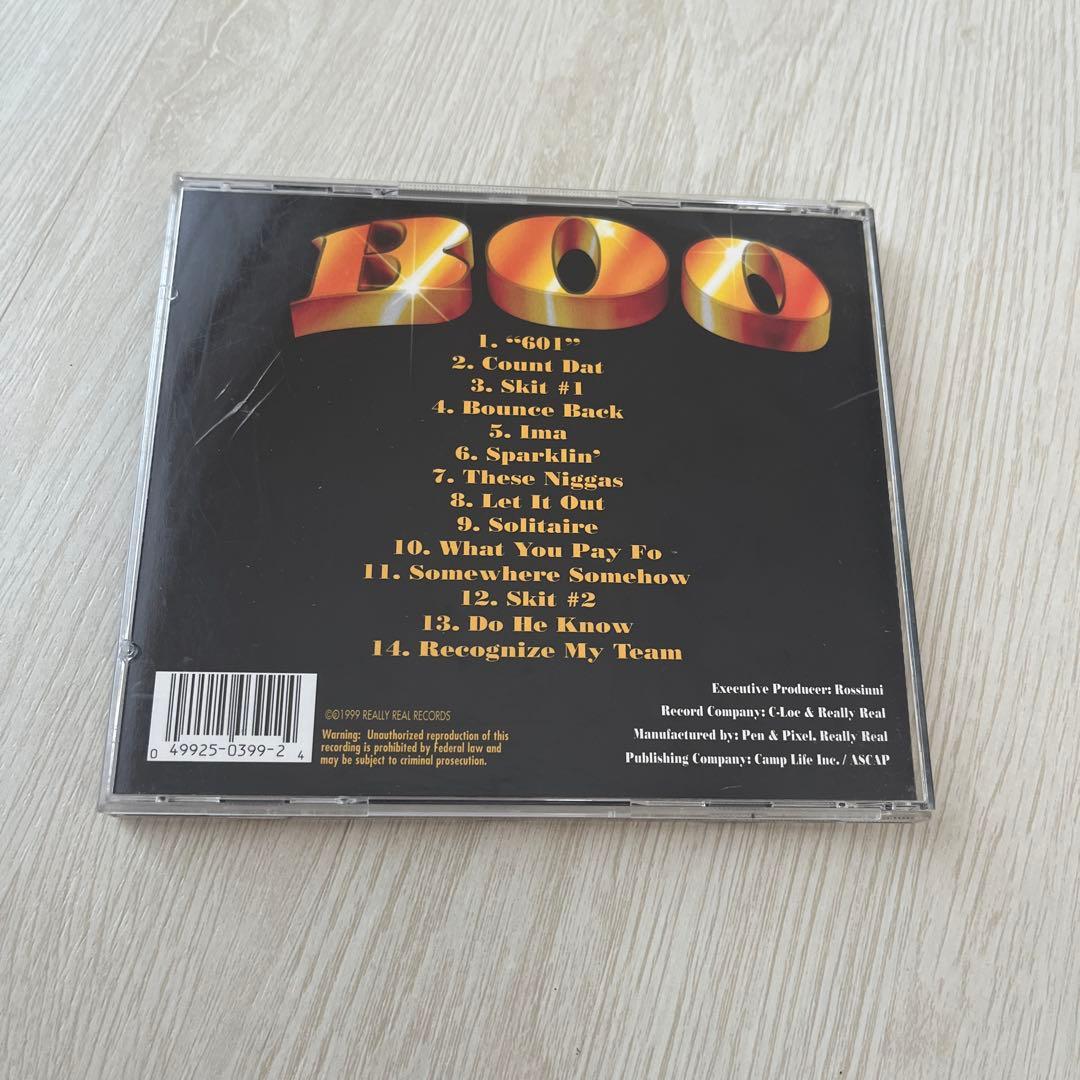 BOO
1. “601”
2. Count Dat
3. Skit #1
4. Bounce Back
5. Ima
6. Sparklin’
7. These Niggas
8. Let It Out
9. Solitaire
10. What You Pay Fo
11. Somewhere Somehow
12. Skit #2
13. Do He Know
14. Recognize My Team
0 49925-0399-2 4
©℗1999 REALLY REAL RECORDS
Warning: Unauthorized reproduction of this
recording is prohibited by Federal law and
may be subject to criminal prosecution.
Executive Producer: Rossinni
Record Company: C-Loc & Really Real
Manufactured by: Pen & Pixel, Really Real
Publishing Company: Camp Life Inc. / ASCAP